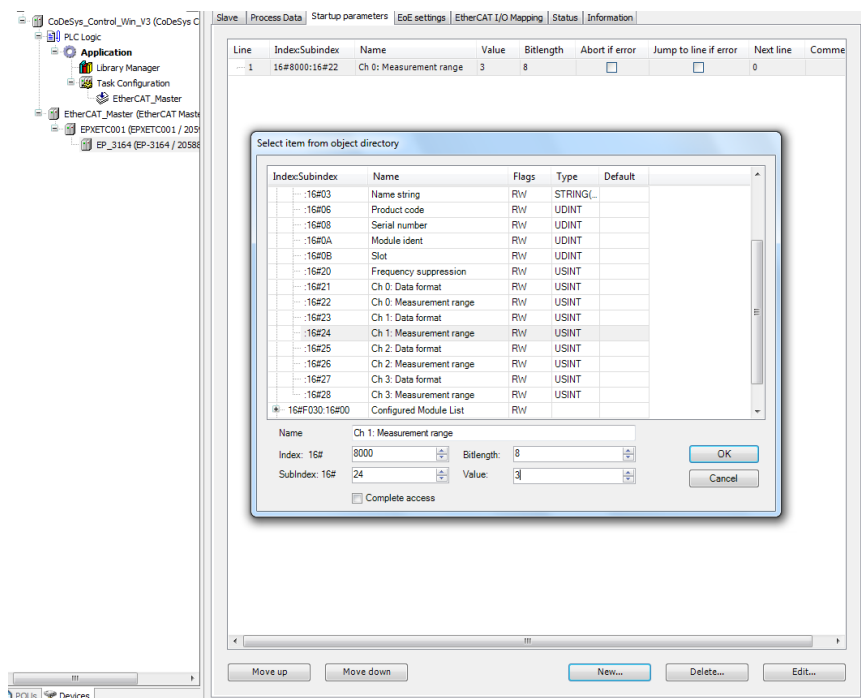 CoDeSys_Control_Win_V3 (CoDeSys C
PLC Logic
Application
Library Manager
Task Configuration
EtherCAT_Master
EtherCAT_Master (EtherCAT Maste
EPXETC001 (EPXETC001 / 205
EP_3164 (EP-3164 / 20588
POUs Devices
Slave Process Data Startup parameters EoE settings EtherCAT I/O Mapping Status Information
Line Index:Subindex Name Value Bitlength Abort if error Jump to line if error Next line Comme
1 16#8000:16#22 Ch 0: Measurement range 3 8 0
Select item from object directory
Index:Subindex Name Flags Type Default
:16#03 Name string RW STRING(...
:16#06 Product code RW UDINT
:16#08 Serial number RW UDINT
:16#0A Module ident RW UDINT
:16#0B Slot RW UDINT
:16#20 Frequency suppression RW USINT
:16#21 Ch 0: Data format RW USINT
:16#22 Ch 0: Measurement range RW USINT
:16#23 Ch 1: Data format RW USINT
:16#24 Ch 1: Measurement range RW USINT
:16#25 Ch 2: Data format RW USINT
:16#26 Ch 2: Measurement range RW USINT
:16#27 Ch 3: Data format RW USINT
:16#28 Ch 3: Measurement range RW USINT
16#F030:16#00 Configured Module List RW
Name Ch 1: Measurement range
Index: 16# 8000 Bitlength: 8 OK
SubIndex: 16# 24 Value: 3 Cancel
Complete access
Move up Move down New... Delete... Edit...